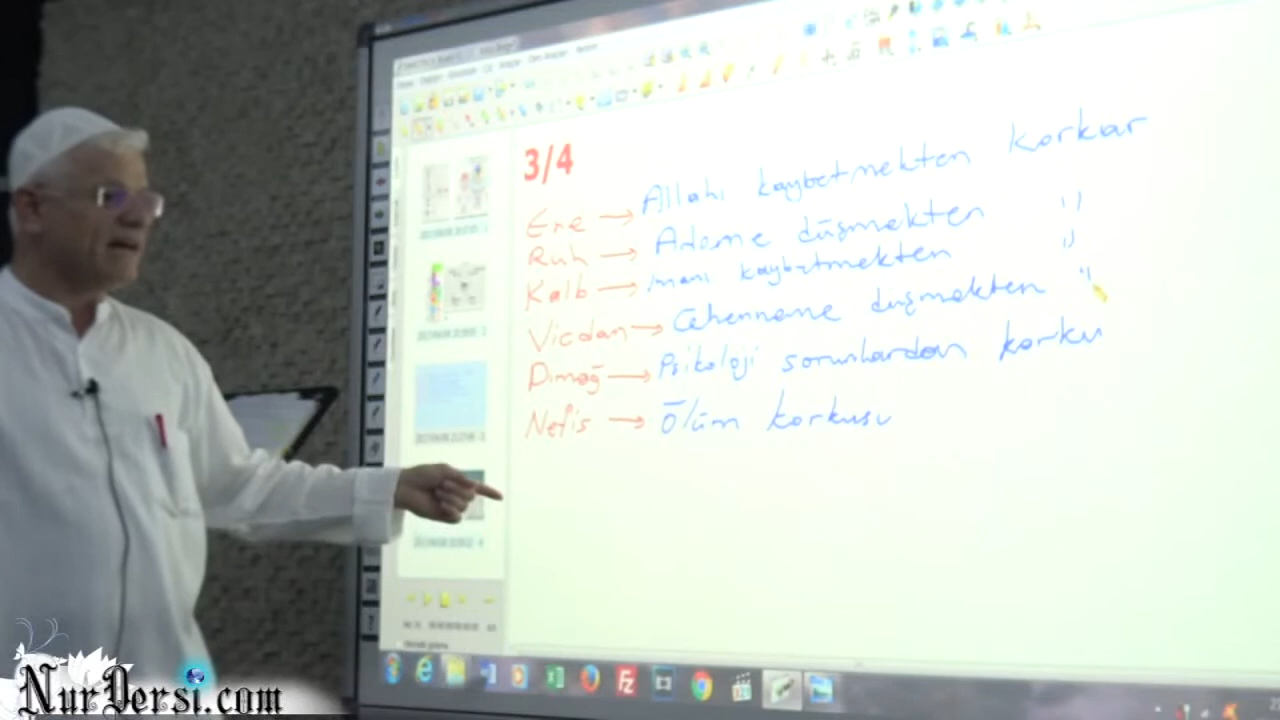 3/4
Ene → Allahı kaybetmekten korkar
Ruh → Ademe düşmekten "
Kalb → İmanı kaybetmekten "
Vicdan → Cehenneme düşmekten "
Dimağ → Psikoloji sorunlardan korku
Nefis → Ölüm korkusu
NurDersi.com